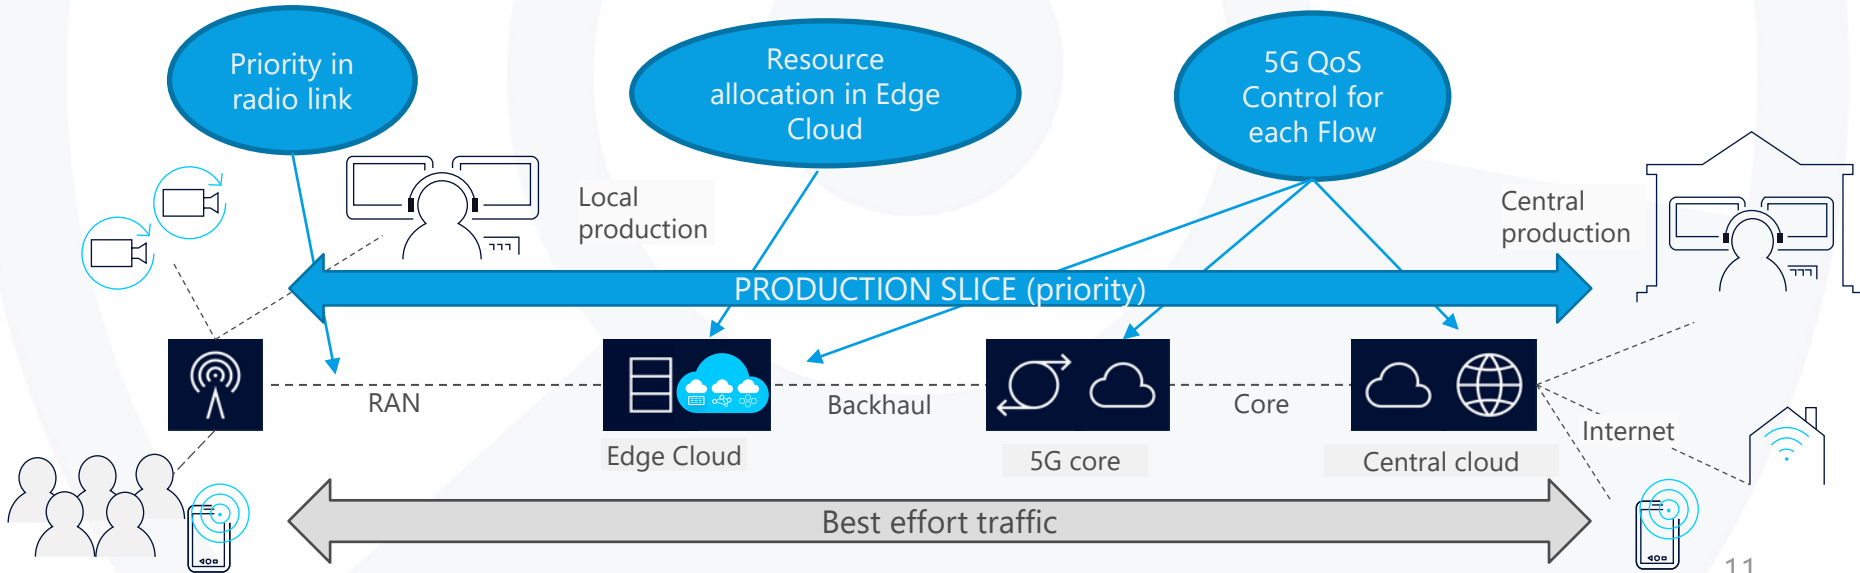 Priority in
radio link
Resource
allocation in Edge
Cloud
5G QoS
Control for
each Flow
Local
production
Central
production
PRODUCTION SLICE (priority)
RAN
Backhaul
Core
Internet
Edge Cloud
5G core
Central cloud
Best effort traffic
11